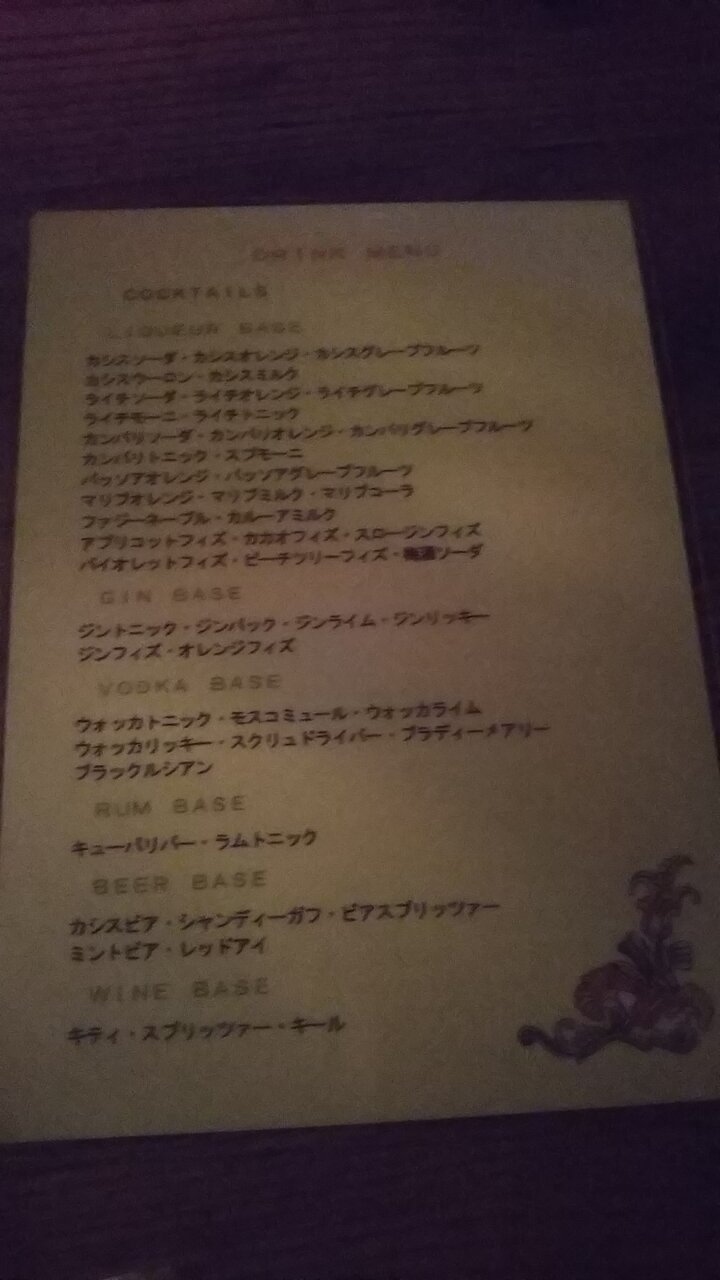 DRINK MENU
COCKTAILS
LIQUEUR BASE
カシスソーダ・カシスオレンジ・カシスグレープフルーツ
カシスウーロン・カシスミルク
ライチソーダ・ライチオレンジ・ライチグレープフルーツ
ライチモーニ・ライチトニック
カンパリソーダ・カンパリオレンジ・カンパリグレープフルーツ
カンパリトニック・スプモーニ
パッソアオレンジ・パッソアグレープフルーツ
マリブオレンジ・マリブミルク・マリブコーラ
ファジーネーブル・カルーアミルク
アプリコットフィズ・カカオフィズ・スロージンフィズ
バイオレットフィズ・ピーチツリーフィズ・梅酒ソーダ
GIN BASE
ジントニック・ジンバック・ジンライム・ジンリッキー
ジンフィズ・オレンジフィズ
VODKA BASE
ウォッカトニック・モスコミュール・ウォッカライム
ウォッカリッキー・スクリュドライバー・ブラディーメアリー
ブラックルシアン
RUM BASE
キューバリバー・ラムトニック
BEER BASE
カシスビア・シャンディーガフ・ビアスプリッツァー
ミントビア・レッドアイ
WINE BASE
キティ・スプリッツァー・キール